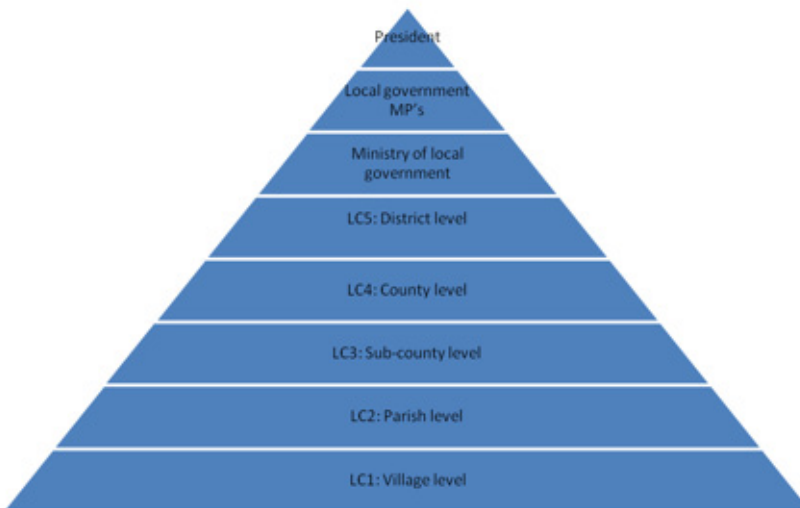 President
Local government
MP's
Ministry of local
government
LC5: District level
LC4: County level
LC3: Sub-county level
LC2: Parish level
LC1: Village level